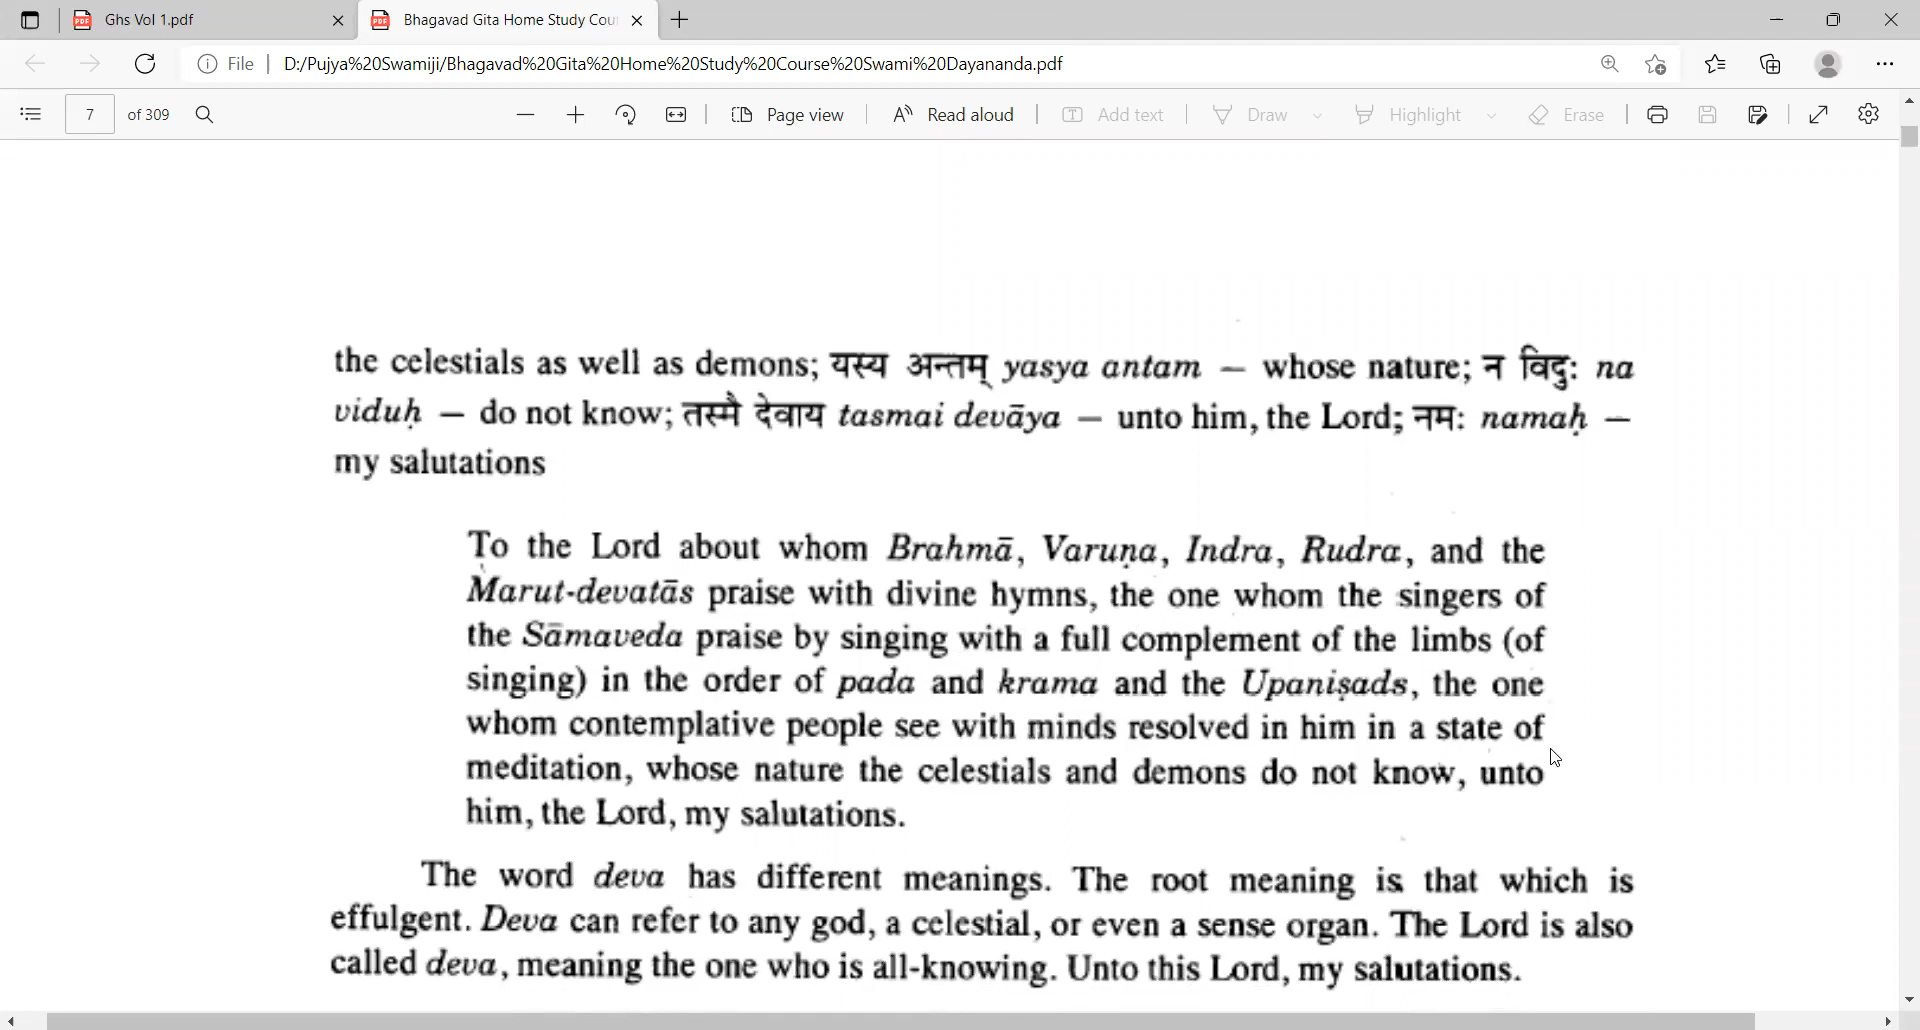 Ghs Vol 1.pdf
Bhagavad Gita Home Study Cou
File
D:/Pujya%20Swamiji/Bhagavad%20Gita%20Home%20Study%20Course%20Swami%20Dayananda.pdf
7 of 309
Page view
Read aloud
Add text
Draw
Highlight
Erase
the celestials as well as demons; यस्य अन्तम् yasya antam – whose nature; न विदु: na
viduḥ – do not know; तस्मै देवाय tasmai devāya – unto him, the Lord; नम: namaḥ –
my salutations
To the Lord about whom Brahmā, Varuṇa, Indra, Rudra, and the
Marut-devatās praise with divine hymns, the one whom the singers of
the Sāmaveda praise by singing with a full complement of the limbs (of
singing) in the order of pada and krama and the Upaniṣads, the one
whom contemplative people see with minds resolved in him in a state of
meditation, whose nature the celestials and demons do not know, unto
him, the Lord, my salutations.
The word deva has different meanings. The root meaning is that which is
effulgent. Deva can refer to any god, a celestial, or even a sense organ. The Lord is also
called deva, meaning the one who is all-knowing. Unto this Lord, my salutations.